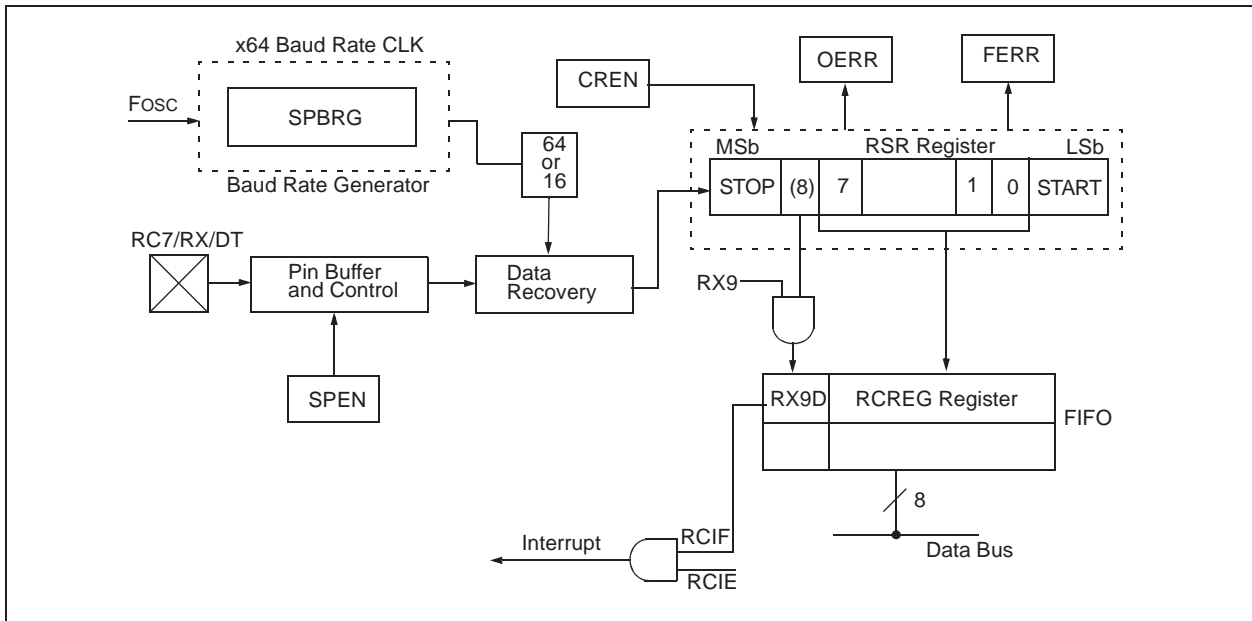 x64 Baud Rate CLK
FOSC
SPBRG
Baud Rate Generator
CREN
OERR
FERR
64
or
16
MSb
RSR Register
LSb
STOP
(8)
7
1
0
START
RC7/RX/DT
Pin Buffer
and Control
Data
Recovery
RX9
SPEN
RX9D
RCREG Register
FIFO
8
Data Bus
Interrupt
RCIF
RCIE